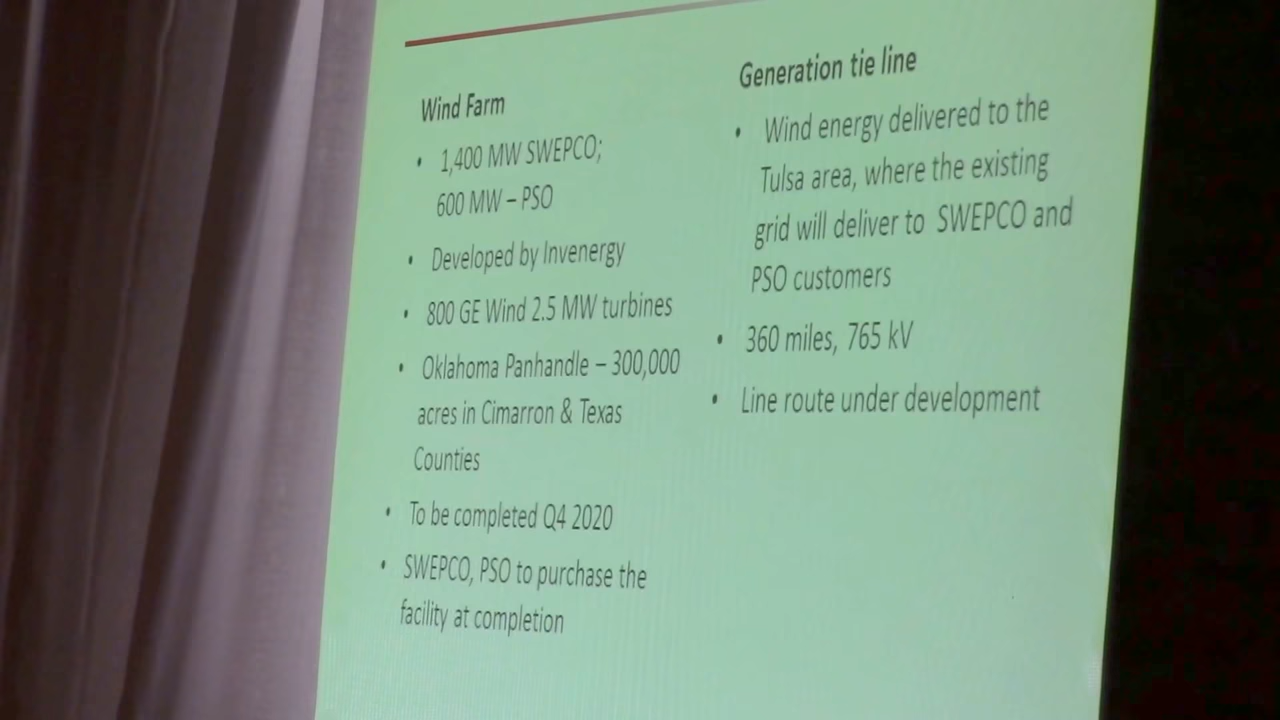 Wind Farm
• 1,400 MW SWEPCO;
600 MW – PSO
• Developed by Invenergy
• 800 GE Wind 2.5 MW turbines
• Oklahoma Panhandle – 300,000
acres in Cimarron & Texas
Counties
• To be completed Q4 2020
• SWEPCO, PSO to purchase the
facility at completion
Generation tie line
• Wind energy delivered to the
Tulsa area, where the existing
grid will deliver to SWEPCO and
PSO customers
• 360 miles, 765 kV
• Line route under development